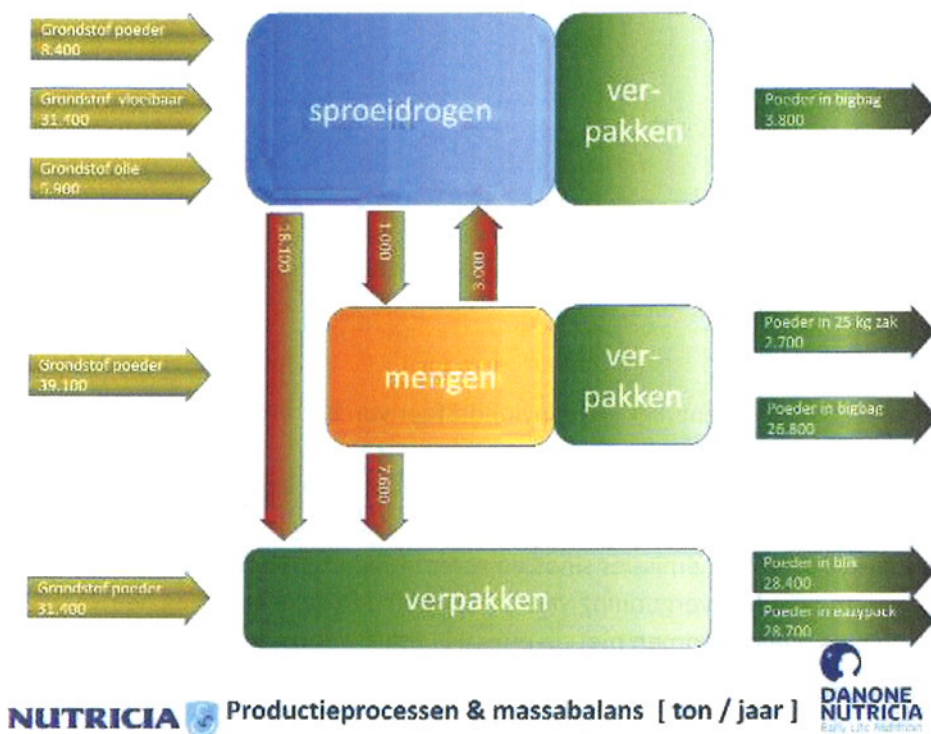 Grondstof poeder
8.400
Grondstof vloeibaar
31.400
Grondstof olie
5.900
sproeidrogen
ver-
pakken
Poeder in bigbag
3.800
18.100
1.000
3.000
Grondstof poeder
39.100
mengen
ver-
pakken
Poeder in 25 kg zak
2.700
Poeder in bigbag
26.800
7.600
Grondstof poeder
31.400
verpakken
Poeder in blik
28.400
Poeder in eazypack
28.700
NUTRICIA
Productieprocessen & massabalans [ ton / jaar ]
DANONE
NUTRICIA
Early Life Nutrition